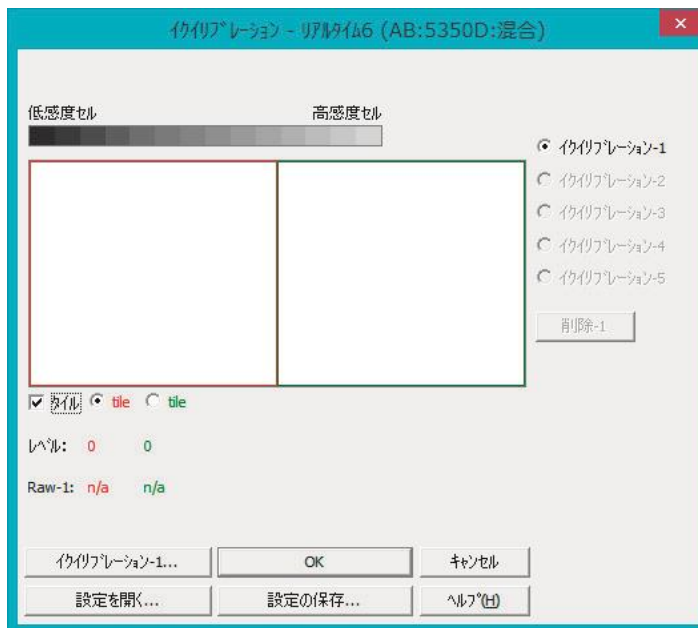 ｲｸｲﾘﾌﾞﾚｰｼｮﾝ - ﾘｱﾙﾀｲﾑ6 (AB:5350D:混合)
低感度ｾﾙ 高感度ｾﾙ
ｲｸｲﾘﾌﾞﾚｰｼｮﾝ-1
ｲｸｲﾘﾌﾞﾚｰｼｮﾝ-2
ｲｸｲﾘﾌﾞﾚｰｼｮﾝ-3
ｲｸｲﾘﾌﾞﾚｰｼｮﾝ-4
ｲｸｲﾘﾌﾞﾚｰｼｮﾝ-5
削除-1
ﾀｲﾙ tile tile
ﾚﾍﾞﾙ: 0 0
Raw-1: n/a n/a
ｲｸｲﾘﾌﾞﾚｰｼｮﾝ-1... OK ｷｬﾝｾﾙ
設定を開く... 設定の保存... ﾍﾙﾌﾟ(H)